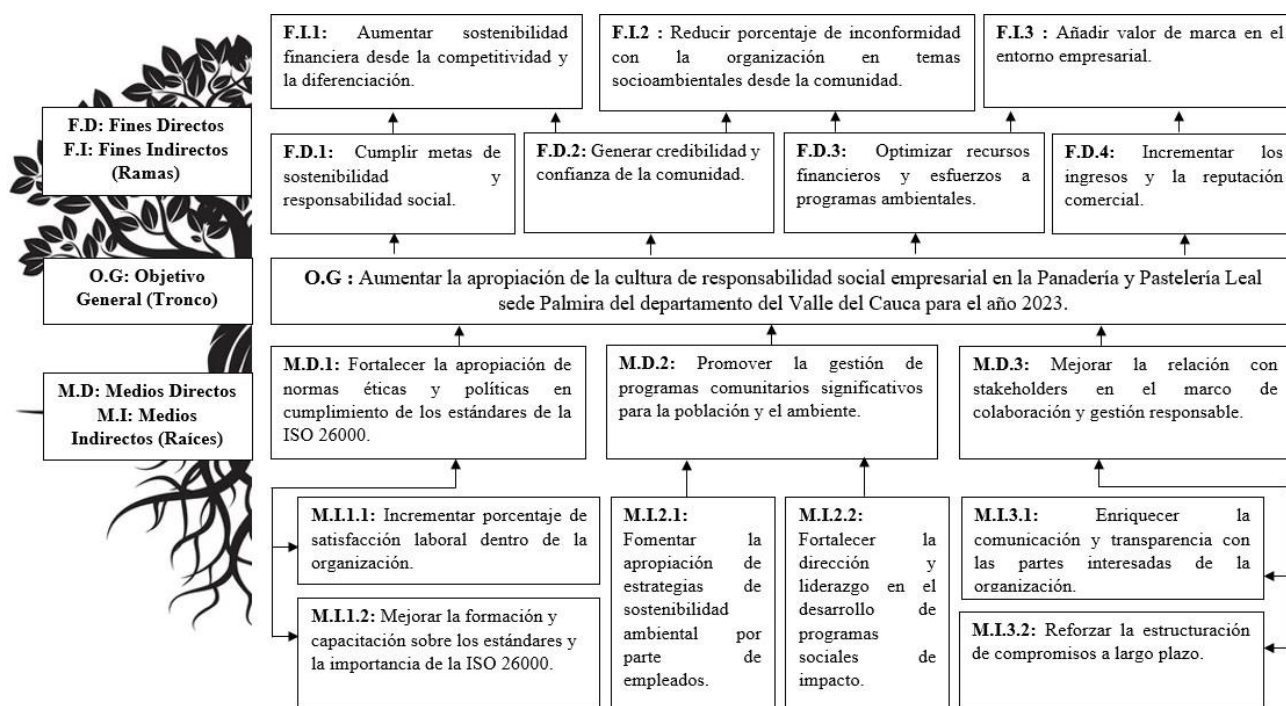 F.I.1 Aumentar sostenibilidad
financiera desde la competitividad y
la diferenciación.
F.I.2 : Reducir porcentaje de inconformidad
con la organización en temas
socioambientales desde la comunidad.
F.I.3 : Añadir valor de marca en el
entorno empresarial.
F.D: Fines Directos
F.I: Fines Indirectos
(Ramas)
F.D.1: Cumplir metas de
sostenibilidad y
responsabilidad social.
F.D.2: Generar credibilidad y
confianza de la comunidad.
F.D.3: Optimizar recursos
financieros y esfuerzos a
programas ambientales.
F.D.4: Incrementar los
ingresos y la reputación
comercial.
O.G: Objetivo
General (Tronco)
O.G : Aumentar la apropiación de la cultura de responsabilidad social empresarial en la Panadería y Pastelería Leal
sede Palmira del departamento del Valle del Cauca para el año 2023.
M.D: Medios Directos
M.I: Medios
Indirectos (Raíces)
M.D.1: Fortalecer la apropiación de
normas éticas y políticas en
cumplimiento de los estándares de la
ISO 26000.
M.D.2: Promover la gestión de
programas comunitarios significativos
para la población y el ambiente.
M.D.3: Mejorar la relación con
stakeholders en el marco de
colaboración y gestión responsable.
M.I.1.1: Incrementar porcentaje de
satisfacción laboral dentro de la
organización.
M.I.1.2: Mejorar la formación y
capacitación sobre los estándares y
la importancia de la ISO 26000.
M.I.2.1:
Fomentar la
apropiación de
estrategias de
sostenibilidad
ambiental por
parte de
empleados.
M.I.2.2:
Fortalecer la
dirección y
liderazgo en el
desarrollo de
programas
sociales de
impacto.
M.I.3.1: Enriquecer la
comunicación y transparencia con
las partes interesadas de la
organización.
M.I.3.2: Reforzar la estructuración
de compromisos a largo plazo.